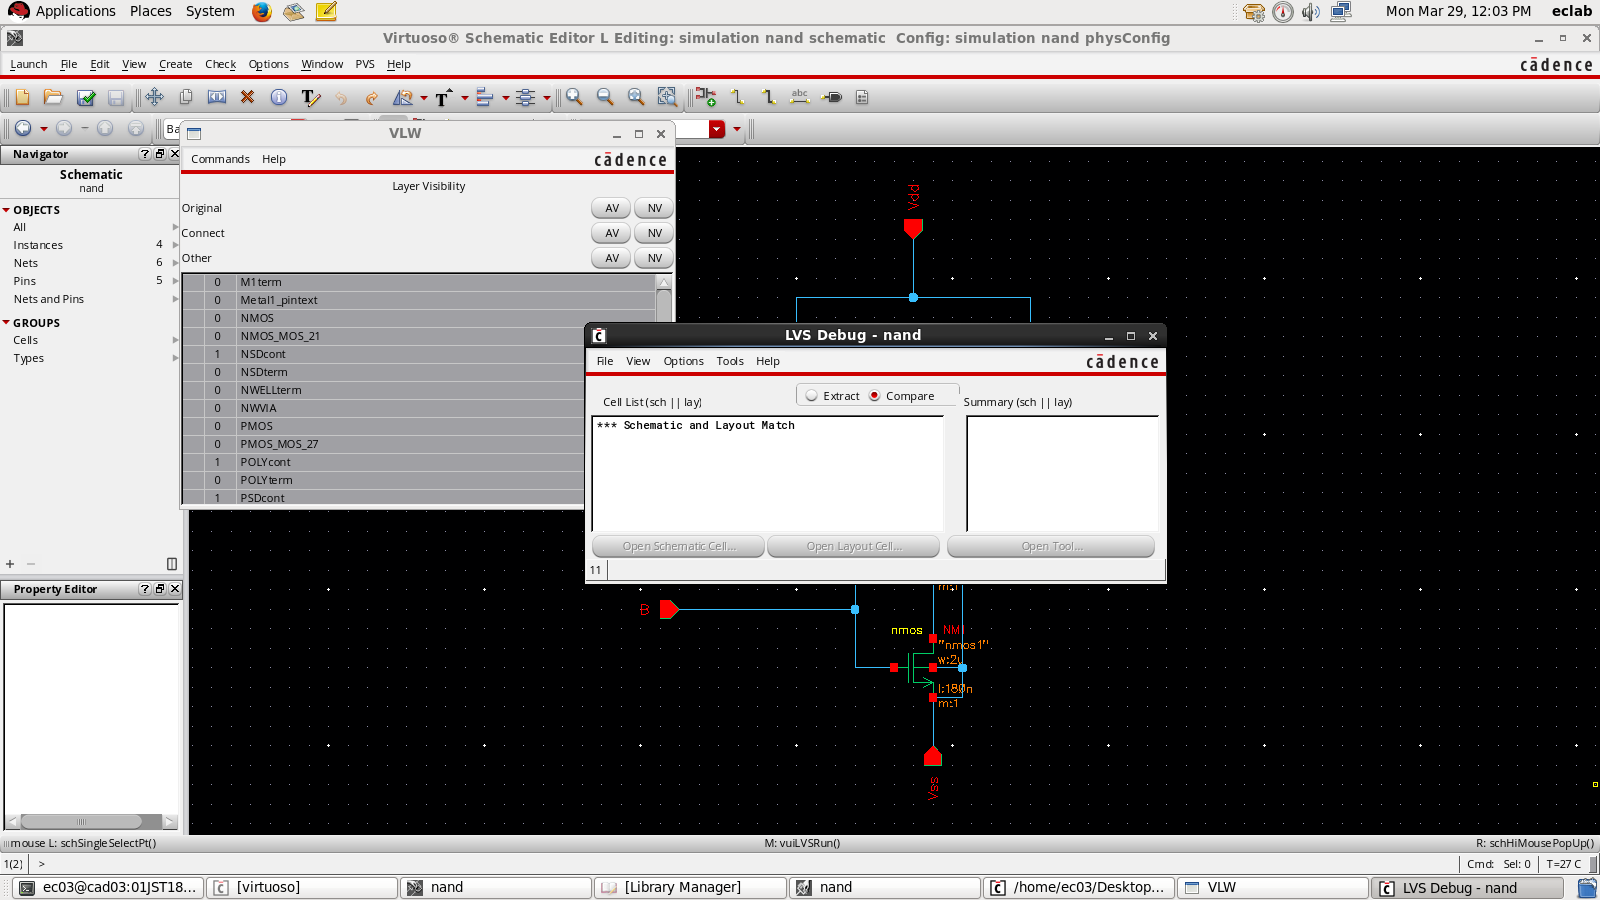 Applications Places System
Mon Mar 29, 12:03 PM eclab
Virtuoso® Schematic Editor L Editing: simulation nand schematic Config: simulation nand physConfig
Launch File Edit View Create Check Options Window PVS Help
cādence
abc
Ba
Navigator
Schematic
nand
OBJECTS
All
Instances 4
Nets 6
Pins 5
Nets and Pins
GROUPS
Cells
Types
Property Editor
VLW
Commands Help
cādence
Layer Visibility
Original AV NV
Connect AV NV
Other AV NV
0 M1term
0 Metal1_pintext
0 NMOS
0 NMOS_MOS_21
1 NSDcont
0 NSDterm
0 NWELLterm
0 NWVIA
0 PMOS
0 PMOS_MOS_27
1 POLYcont
0 POLYterm
1 PSDcont
Vdd
LVS Debug - nand
File View Options Tools Help
cādence
Extract Compare
Cell List (sch || lay)
Summary (sch || lay)
*** Schematic and Layout Match
Open Schematic Cell...
Open Layout Cell...
Open Tool...
11
m:1
B
nmos
NM
"nmos1"
w:2u
l:180n
m:1
Vss
mouse L: schSingleSelectPt()
M: vuiLVSRun()
R: schHiMousePopUp()
1(2) >
Cmd: Sel: 0
T=27 C
ec03@cad03:01JST18...
[virtuoso]
nand
[Library Manager]
nand
/home/ec03/Desktop...
VLW
LVS Debug - nand